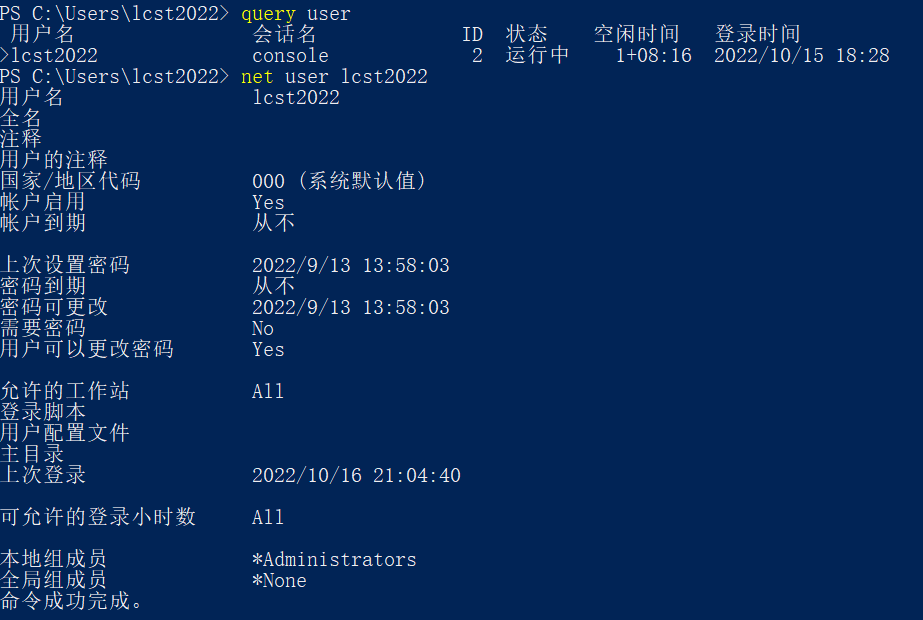 PS C:\Users\lcst2022> query user
用户名 会话名 ID 状态 空闲时间 登录时间
>lcst2022 console 2 运行中 1+08:16 2022/10/15 18:28
PS C:\Users\lcst2022> net user lcst2022
用户名 lcst2022
全名
注释
用户的注释
国家/地区代码 000 (系统默认值)
帐户启用 Yes
帐户到期 从不
上次设置密码 2022/9/13 13:58:03
密码到期 从不
密码可更改 2022/9/13 13:58:03
需要密码 No
用户可以更改密码 Yes
允许的工作站 All
登录脚本
用户配置文件
主目录
上次登录 2022/10/16 21:04:40
可允许的登录小时数 All
本地组成员 *Administrators
全局组成员 *None
命令成功完成。